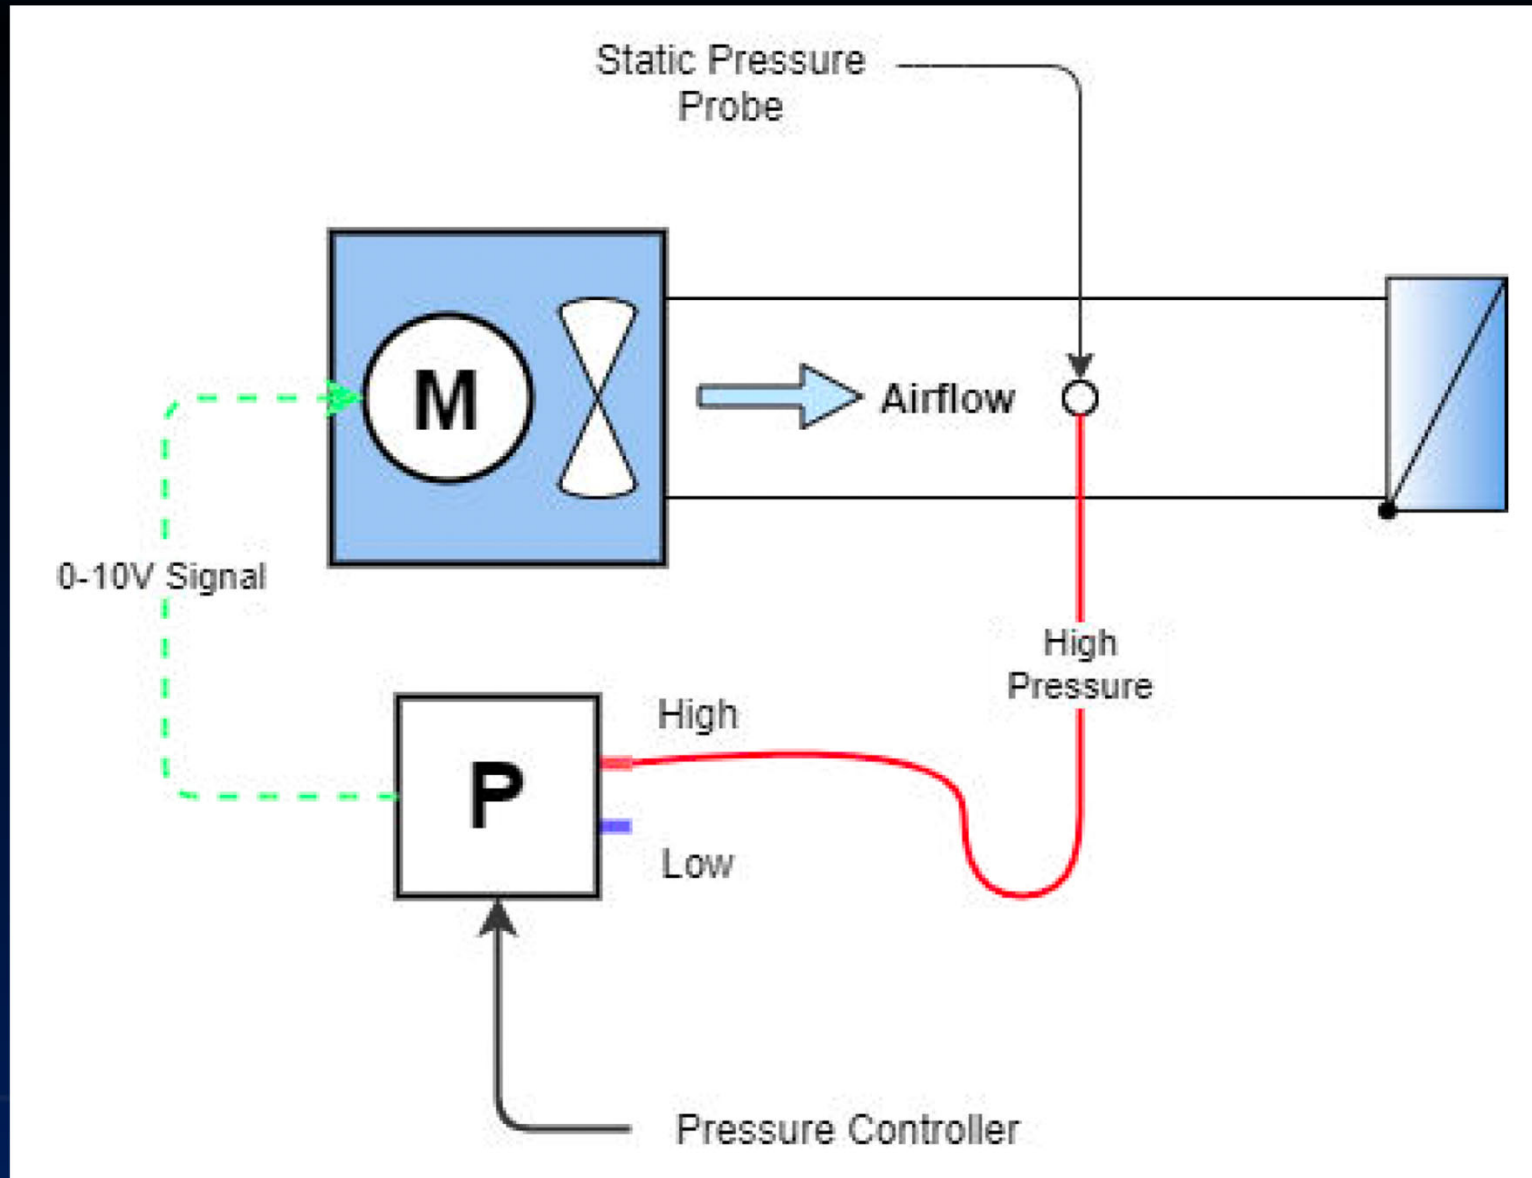 Static Pressure
Probe
M
Airflow
0-10V Signal
High
Pressure
High
P
Low
Pressure Controller